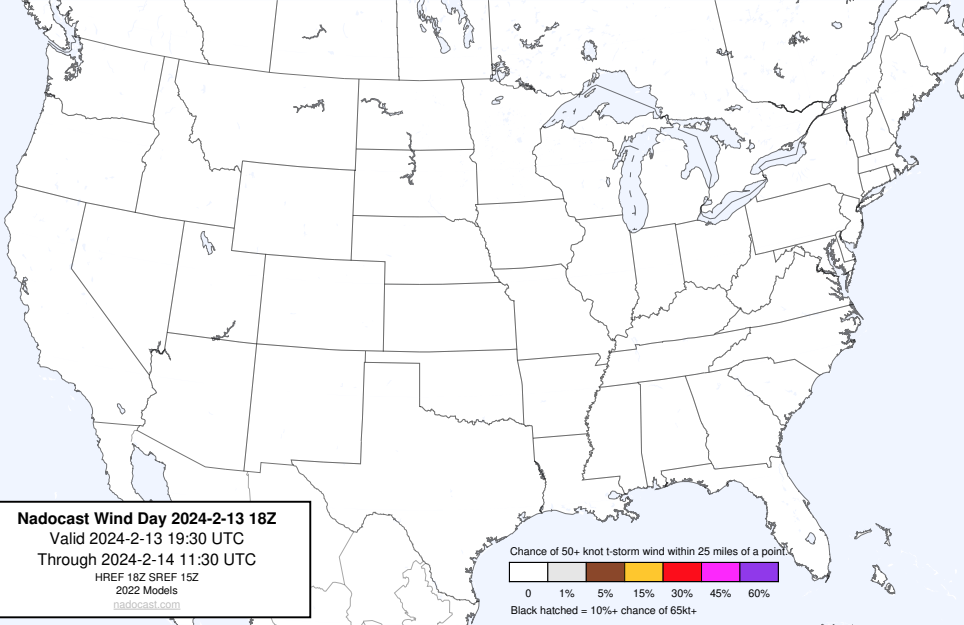 Nadocast Wind Day 2024-2-13 18Z
Valid 2024-2-13 19:30 UTC
Through 2024-2-14 11:30 UTC
HREF 18Z SREF 15Z
2022 Models
nadocast.com
Chance of 50+ knot t-storm wind within 25 miles of a point.
0 1% 5% 15% 30% 45% 60%
Black hatched = 10%+ chance of 65kt+